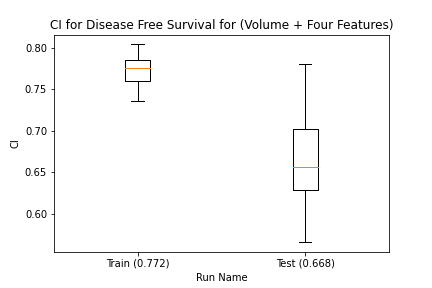 CI for Disease Free Survival for (Volume + Four Features)
0.80
0.75
0.70
0.65
0.60
CI
Train (0.772)
Test (0.668)
Run Name